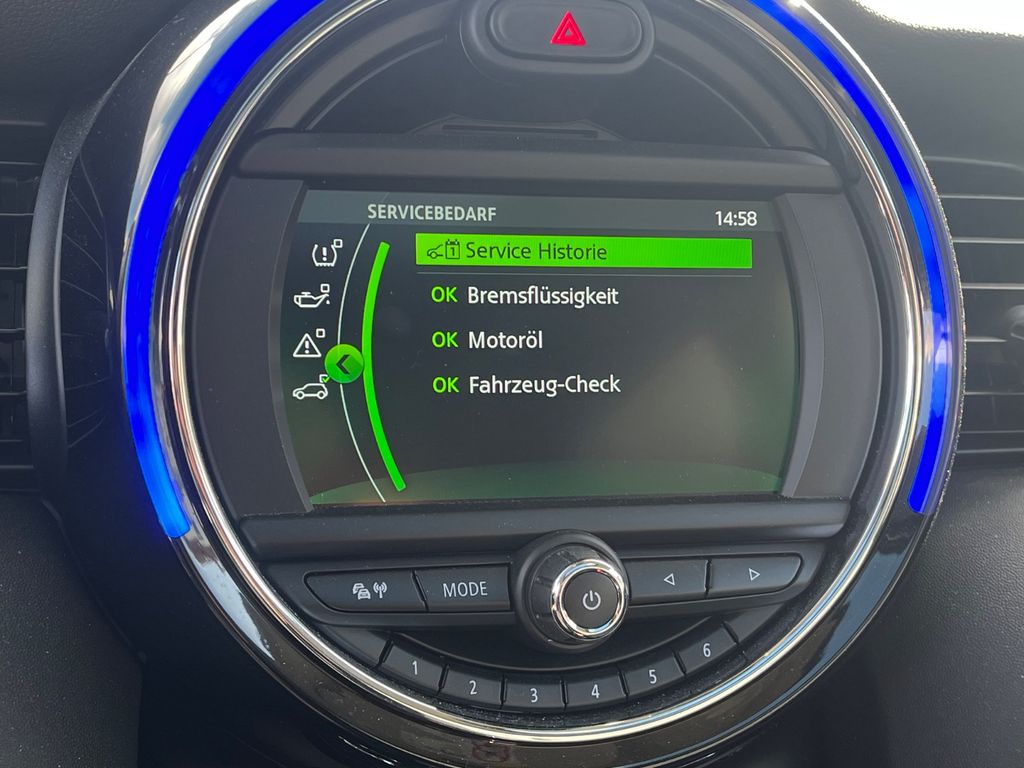 SERVICEBEDARF 14:58
1 Service Historie
OK Bremsflüssigkeit
OK Motoröl
OK Fahrzeug-Check
MODE
1 2 3 4 5 6